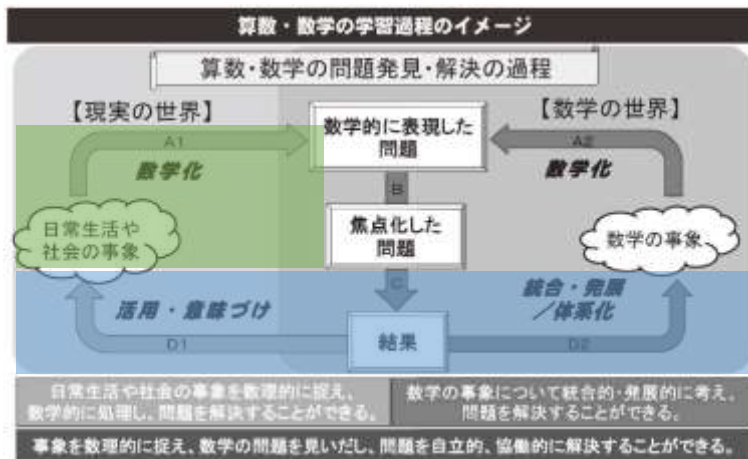 算数・数学の学習過程のイメージ
算数・数学の問題発見・解決の過程
【現実の世界】
【数学の世界】
数学的に表現した
問題
A1
A2
数学化
数学化
B
日常生活や
社会の事象
焦点化した
問題
数学の事象
C
活用・意味づけ
統合・発展
/体系化
結果
D1
D2
日常生活や社会の事象を数理的に捉え、
数学的に処理し、問題を解決することができる。
数学の事象について統合的・発展的に考え、
問題を解決することができる。
事象を数理的に捉え、数学の問題を見いだし、問題を自立的、協働的に解決することができる。